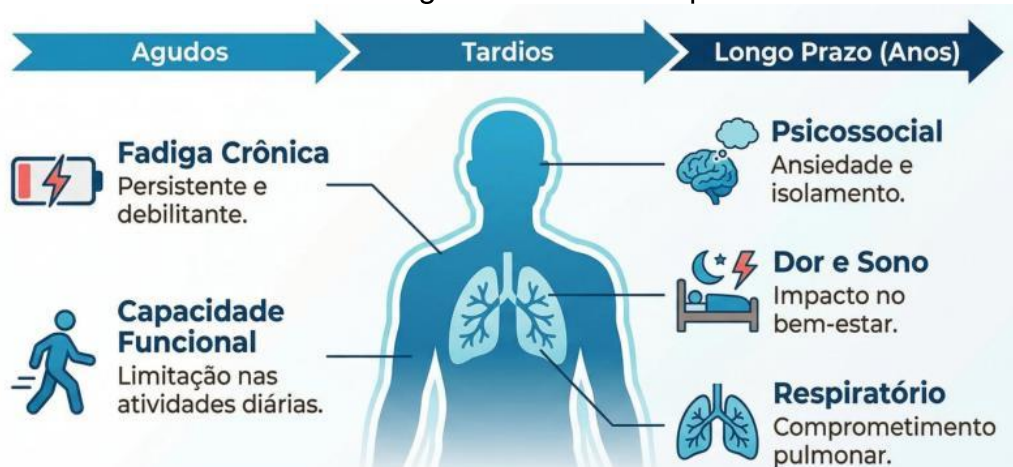 Agudos
Tardios
Longo Prazo (Anos)
Fadiga Crônica
Persistente e
debilitante.
Capacidade
Funcional
Limitação nas
atividades diárias.
Psicossocial
Ansiedade e
isolamento.
Dor e Sono
Impacto no
bem-estar.
Respiratório
Comprometimento
pulmonar.